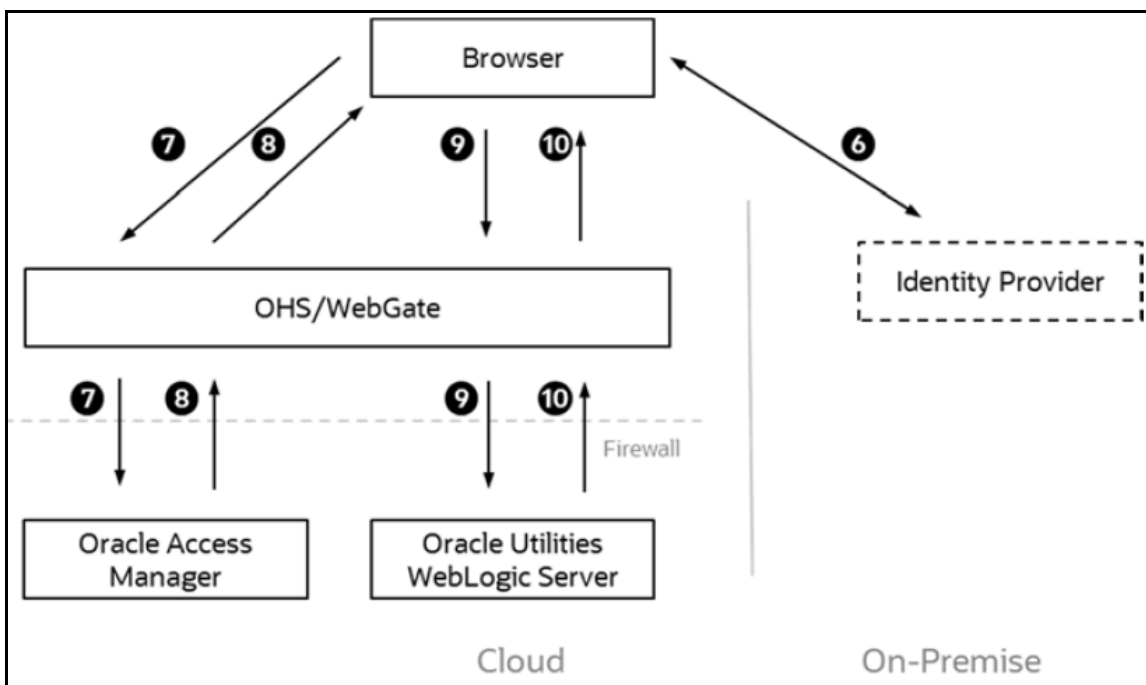 Browser
7
8
9
10
6
OHS/WebGate
Identity Provider
7
8
9
10
Firewall
Oracle Access
Manager
Oracle Utilities
WebLogic Server
Cloud
On-Premise